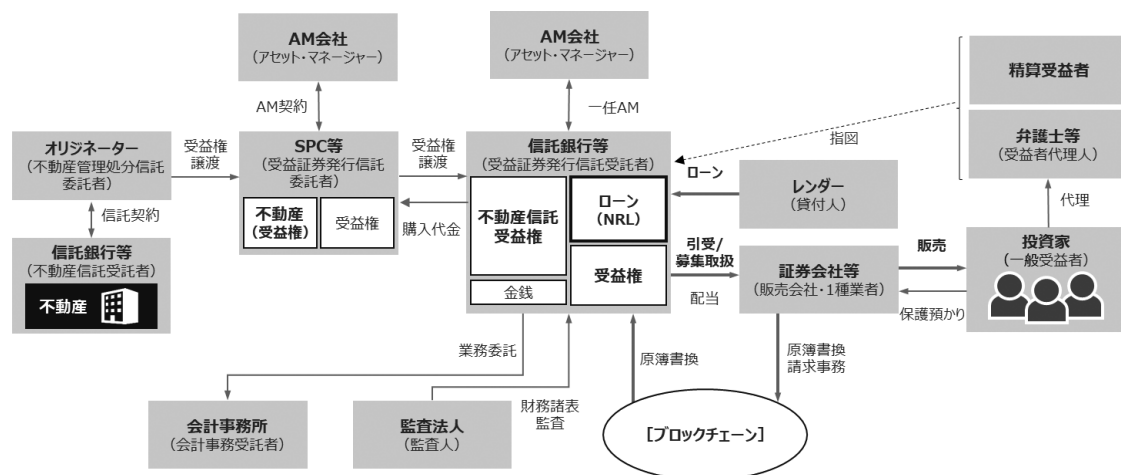 AM会社
(アセット・マネージャー)
AM会社
(アセット・マネージャー)
精算受益者
AM契約
一任AM
指図
オリジネーター
(不動産管理処分信託
委託者)
受益権
譲渡
SPC等
(受益証券発行信託
委託者)
受益権
譲渡
信託銀行等
(受益証券発行信託受託者)
弁護士等
(受益者代理人)
ローン
レンダー
(貸付人)
代理
信託契約
不動産
(受益権)
受益権
購入代金
不動産信託
受益権
ローン
(NRL)
受益権
金銭
引受/
募集取扱
配当
証券会社等
(販売会社・1種業者)
販売
保護預かり
投資家
(一般受益者)
信託銀行等
(不動産信託受託者)
不動産
業務委託
財務諸表
監査
原簿書換
原簿書換
請求事務
会計事務所
(会計事務受託者)
監査法人
(監査人)
[ブロックチェーン]